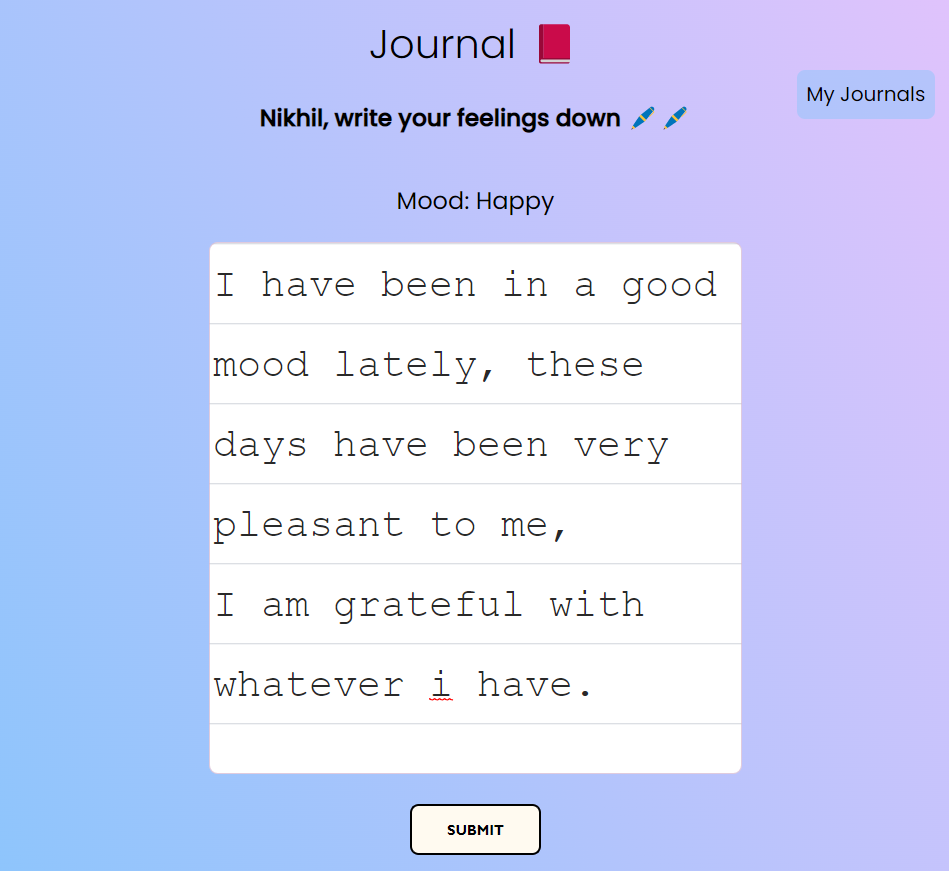 Journal 📕
My Journals
Nikhil, write your feelings down 🖊️ 🖊️
Mood: Happy
I have been in a good
mood lately, these
days have been very
pleasant to me,
I am grateful with
whatever i have.
SUBMIT